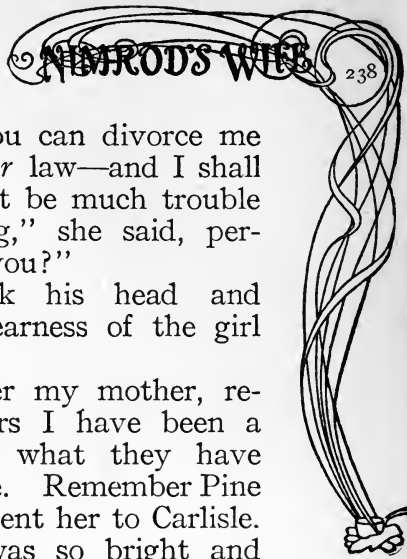 NIMROD'S WIFE 238
ou can divorce me
r law—and I shall
t be much trouble
g," she said, per-
you?"
k his head and
earness of the girl
er my mother, re-
rs I have been a
what they have
e. Remember Pine
ent her to Carlisle.
was so bright and